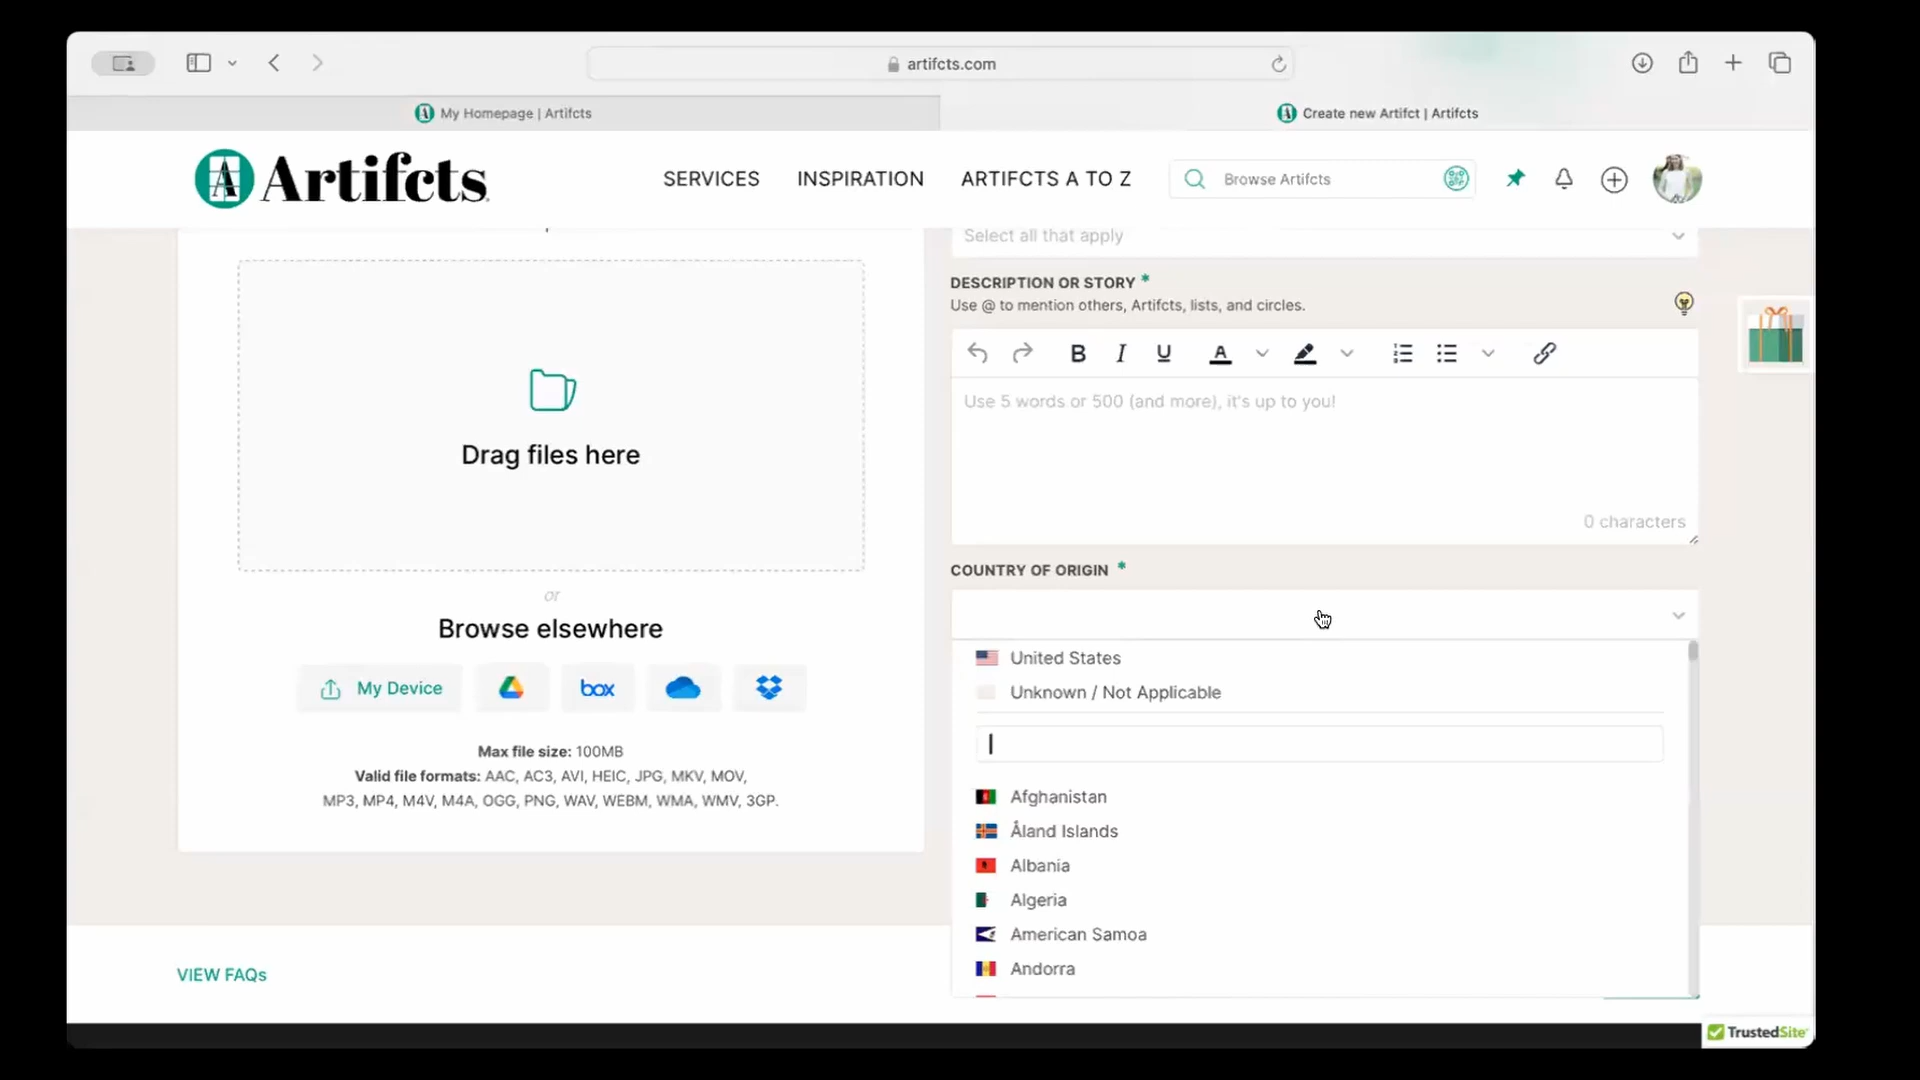 artifcts.com
My Homepage | Artifcts
Create new Artifct | Artifcts
Artifcts
SERVICES
INSPIRATION
ARTIFCTS A TO Z
Browse Artifcts
Drag files here
or
Browse elsewhere
My Device
box
Max file size: 100MB
Valid file formats: AAC, AC3, AVI, HEIC, JPG, MKV, MOV,
MP3, MP4, M4V, M4A, OGG, PNG, WAV, WEBM, WMA, WMV, 3GP.
VIEW FAQs
Select all that apply
DESCRIPTION OR STORY *
Use @ to mention others, Artifcts, lists, and circles.
B I U A
Use 5 words or 500 (and more), it's up to you!
0 characters
COUNTRY OF ORIGIN *
United States
Unknown / Not Applicable
Afghanistan
Åland Islands
Albania
Algeria
American Samoa
Andorra
TrustedSite